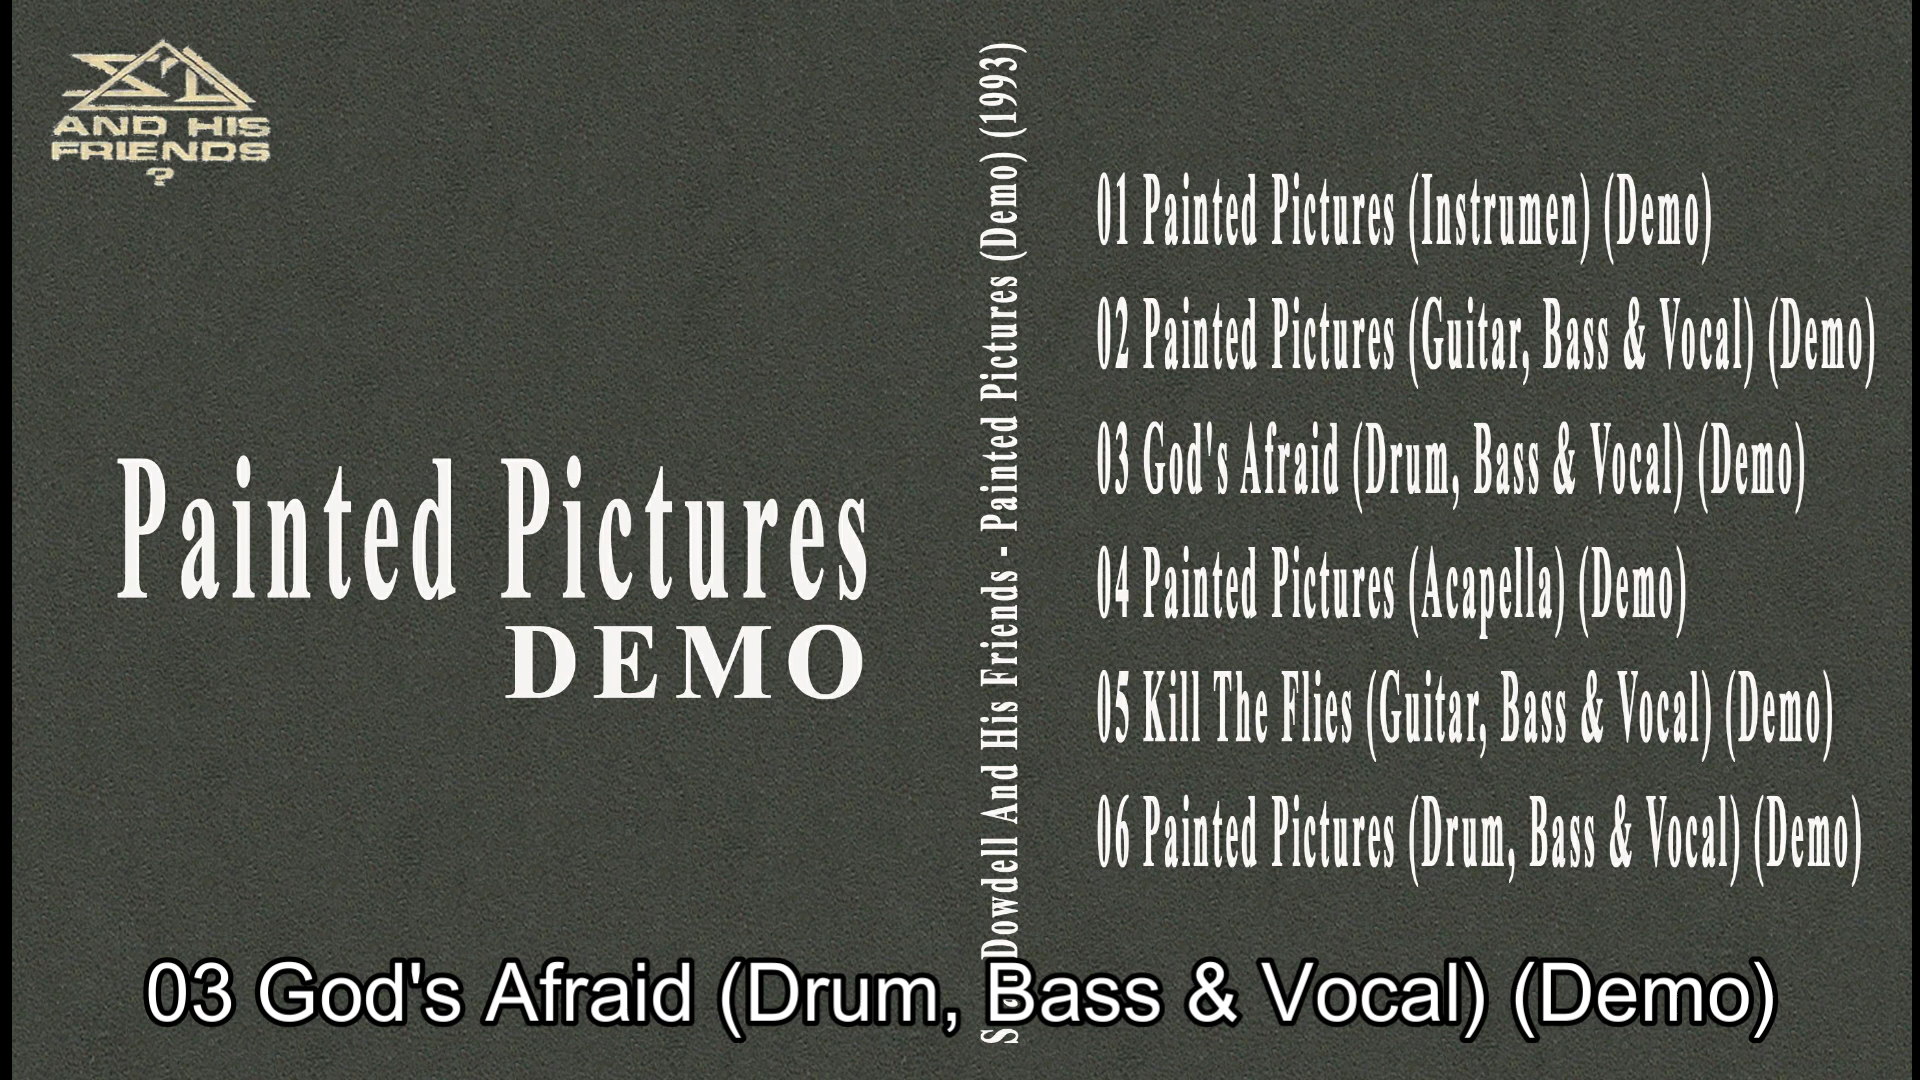 AND HIS
FRIENDS
?
Painted Pictures
DEMO
Dowdell And His Friends - Painted Pictures (Demo) (1993)
01 Painted Pictures (Instrumen) (Demo)
02 Painted Pictures (Guitar, Bass & Vocal) (Demo)
03 God's Afraid (Drum, Bass & Vocal) (Demo)
04 Painted Pictures (Acapella) (Demo)
05 Kill The Flies (Guitar, Bass & Vocal) (Demo)
06 Painted Pictures (Drum, Bass & Vocal) (Demo)
03 God's Afraid (Drum, Bass & Vocal) (Demo)